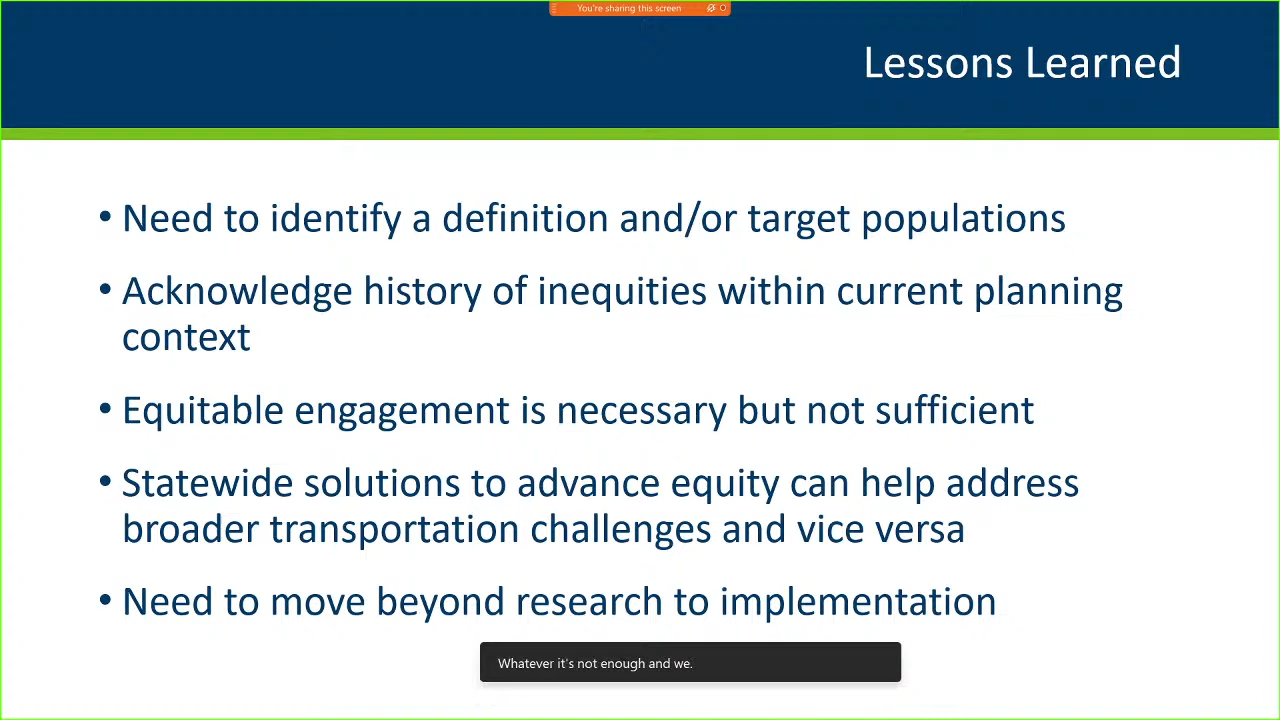 You're sharing this screen
Lessons Learned
• Need to identify a definition and/or target populations
• Acknowledge history of inequities within current planning
context
• Equitable engagement is necessary but not sufficient
• Statewide solutions to advance equity can help address
broader transportation challenges and vice versa
• Need to move beyond research to implementation
Whatever it's not enough and we.